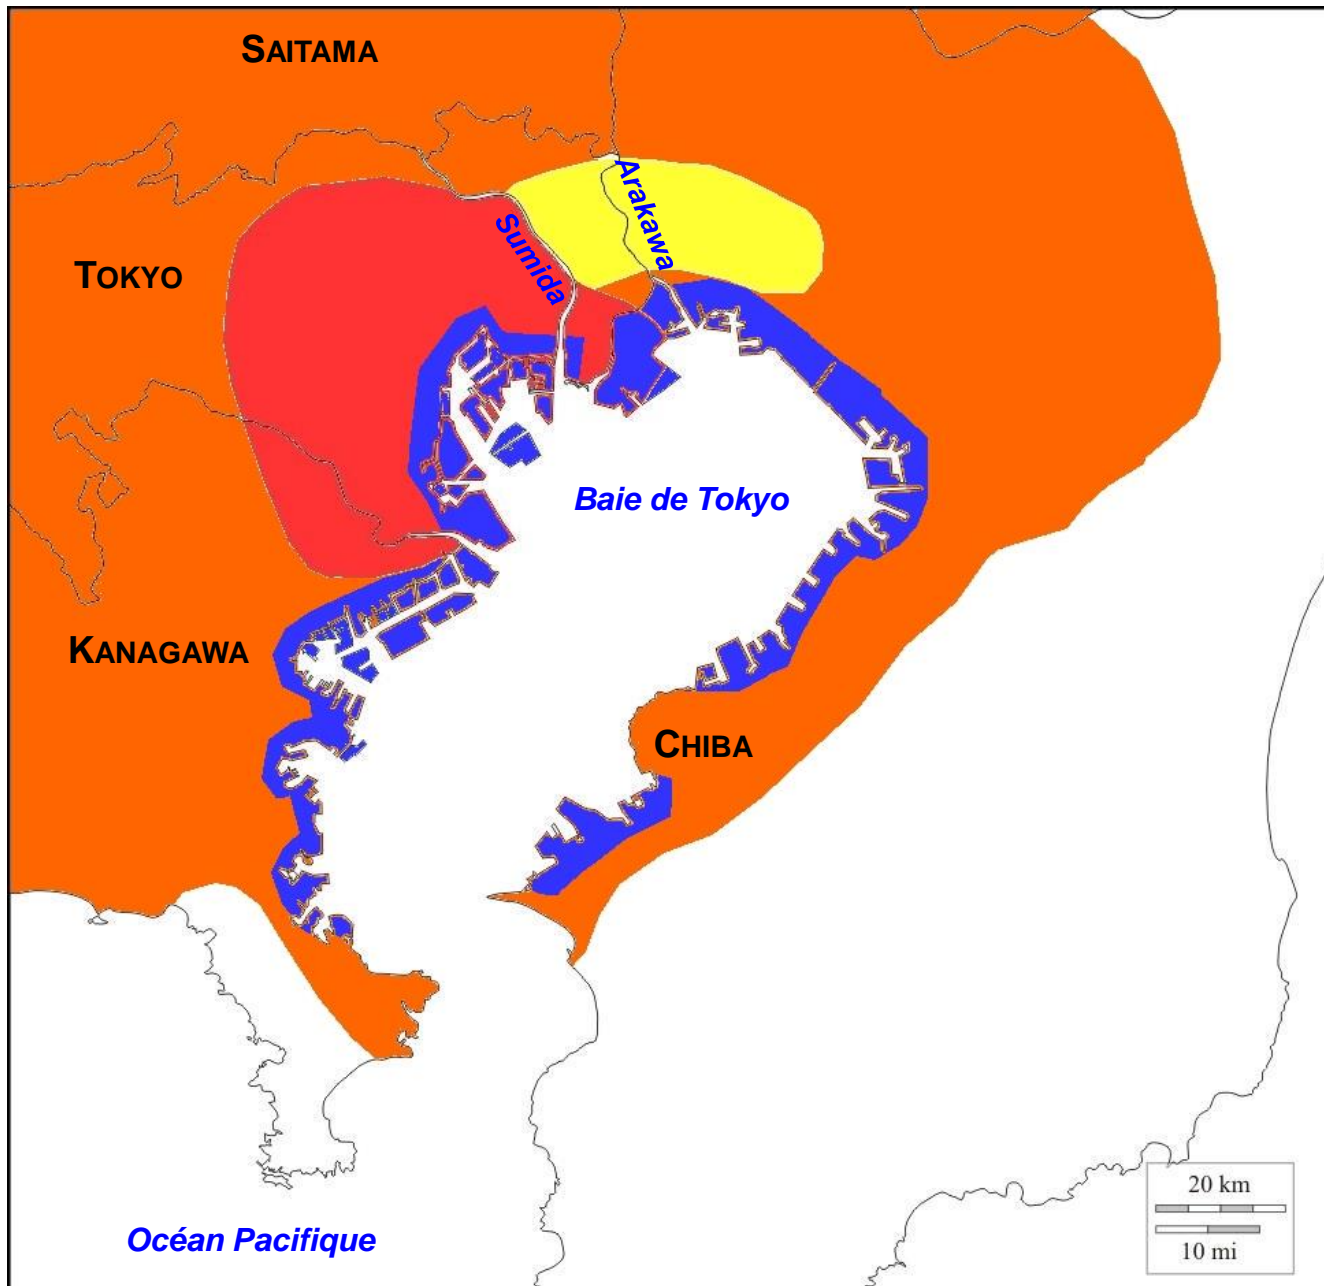 SAITAMA
Arakawa
Sumida
TOKYO
Baie de Tokyo
KANAGAWA
CHIBA
20 km
10 mi
Océan Pacifique